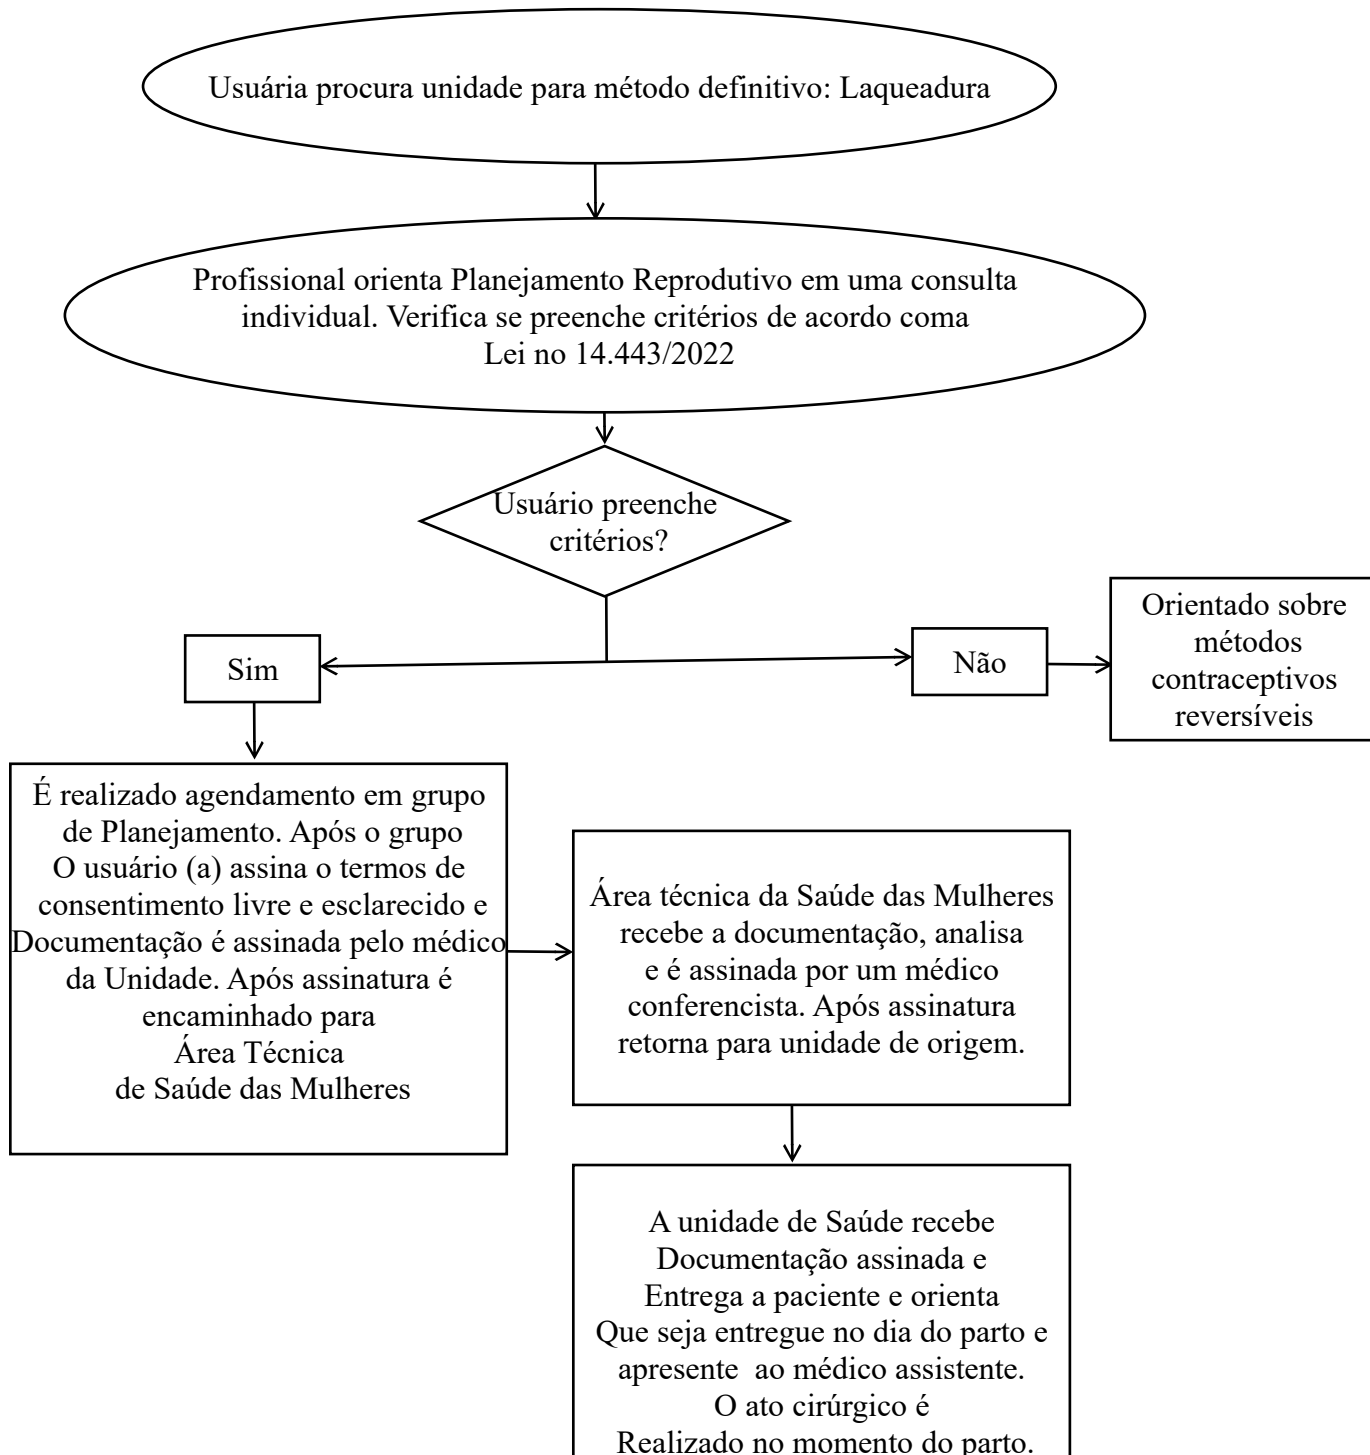 Usuária procura unidade para método definitivo: Laqueadura
Profissional orienta Planejamento Reprodutivo em uma consulta
individual. Verifica se preenche critérios de acordo coma
Lei no 14.443/2022
Usuário preenche
critérios?
Sim
Não
Orientado sobre
métodos
contraceptivos
reversíveis
É realizado agendamento em grupo
de Planejamento. Após o grupo
O usuário (a) assina o termos de
consentimento livre e esclarecido e
Documentação é assinada pelo médico
da Unidade. Após assinatura é
encaminhado para
Área Técnica
de Saúde das Mulheres
Área técnica da Saúde das Mulheres
recebe a documentação, analisa
e é assinada por um médico
conferencista. Após assinatura
retorna para unidade de origem.
A unidade de Saúde recebe
Documentação assinada e
Entrega a paciente e orienta
Que seja entregue no dia do parto e
apresente  ao médico assistente.
O ato cirúrgico é
Realizado no momento do parto.